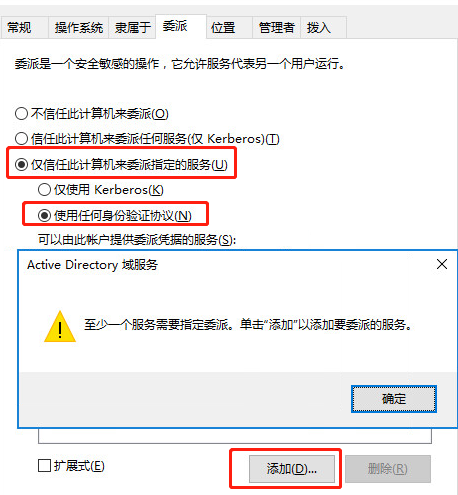 常规 操作系统 隶属于 委派 位置 管理者 拨入
委派是一个安全敏感的操作，它允许服务代表另一个用户运行。
不信任此计算机来委派(O)
信任此计算机来委派任何服务(仅 Kerberos)(T)
仅信任此计算机来委派指定的服务(U)
仅使用 Kerberos(K)
使用任何身份验证协议(N)
可以由此帐户提供委派凭据的服务(S):
Active Directory 域服务
至少一个服务需要指定委派。单击“添加”以添加要委派的服务。
确定
扩展式(E) 添加(D)... 删除(R)